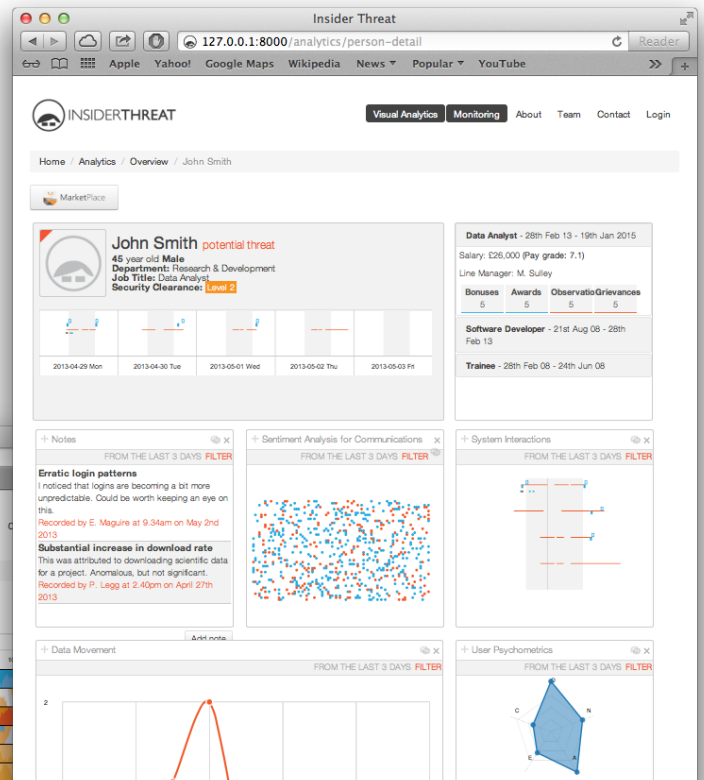 Insider Threat
127.0.0.1:8000/analytics/person-detail
Reader
Apple Yahoo! Google Maps Wikipedia News Popular YouTube
INSIDERTHREAT
Visual Analytics Monitoring About Team Contact Login
Home / Analytics / Overview / John Smith
MarketPlace
John Smith potential threat
45 year old Male
Department: Research & Development
Job Title: Data Analyst
Security Clearance: Level 2
2013-04-29 Mon 2013-04-30 Tue 2013-05-01 Wed 2013-05-02 Thu 2013-05-03 Fri
Data Analyst - 28th Feb 13 - 19th Jan 2015
Salary: £26,000 (Pay grade: 7.1)
Line Manager: M. Sulley
Bonuses Awards Observatio Grievances
5 5 5 5
Software Developer - 21st Aug 08 - 28th
Feb 13
Trainee - 28th Feb 08 - 24th Jun 08
Notes
FROM THE LAST 3 DAYS FILTER
Erratic login patterns
I noticed that logins are becoming a bit more
unpredictable. Could be worth keeping an eye on
this.
Recorded by E. Maguire at 9.34am on May 2nd
2013
Substantial increase in download rate
This was attributed to downloading scientific data
for a project. Anomalous, but not significant.
Recorded by P. Legg at 2.40pm on April 27th
2013
Add note
Sentiment Analysis for Communications
FROM THE LAST 3 DAYS FILTER
System Interactions
FROM THE LAST 3 DAYS FILTER
Data Movement
FROM THE LAST 3 DAYS FILTER
2
User Psychometrics
FROM THE LAST 3 DAYS FILTER
O
C N
E A